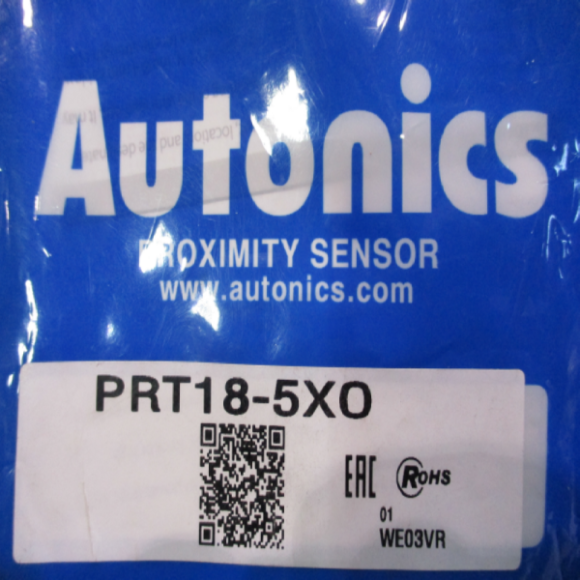 Autonics
PROXIMITY SENSOR
www.autonics.com
PRT18-5XO
EAC RoHS
01
WE03VR